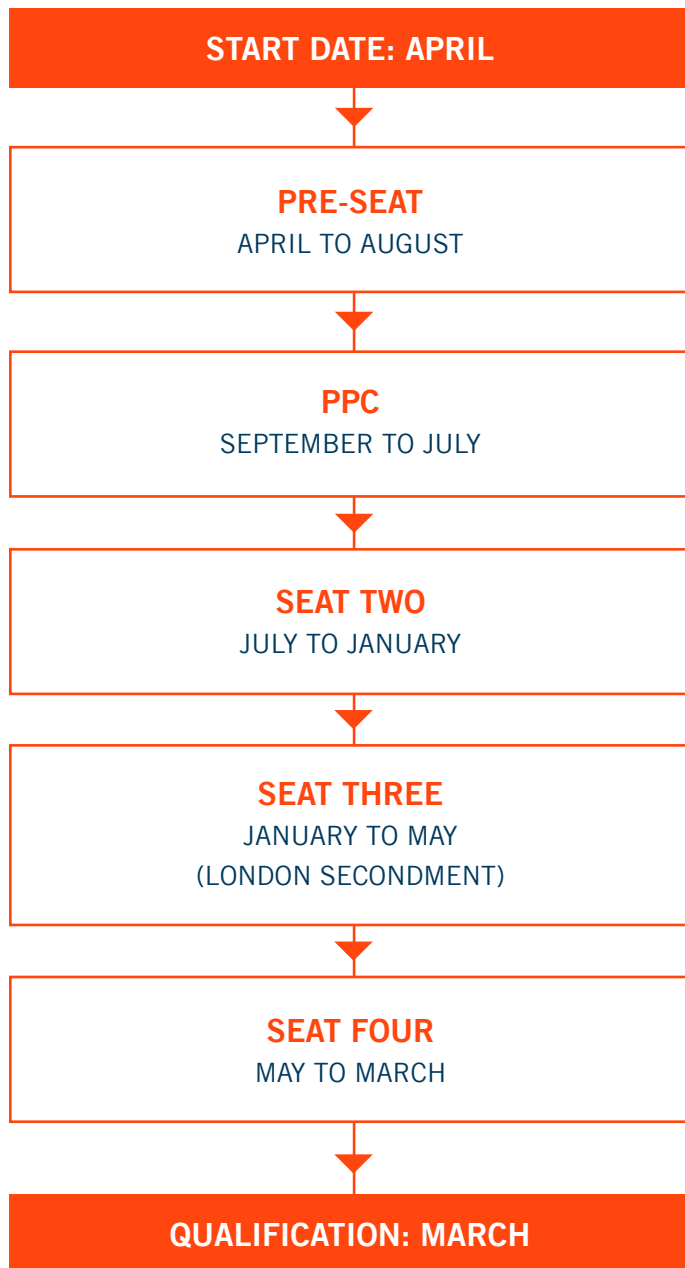 START DATE: APRIL
PRE-SEAT
APRIL TO AUGUST
PPC
SEPTEMBER TO JULY
SEAT TWO
JULY TO JANUARY
SEAT THREE
JANUARY TO MAY
(LONDON SECONDMENT)
SEAT FOUR
MAY TO MARCH
QUALIFICATION: MARCH